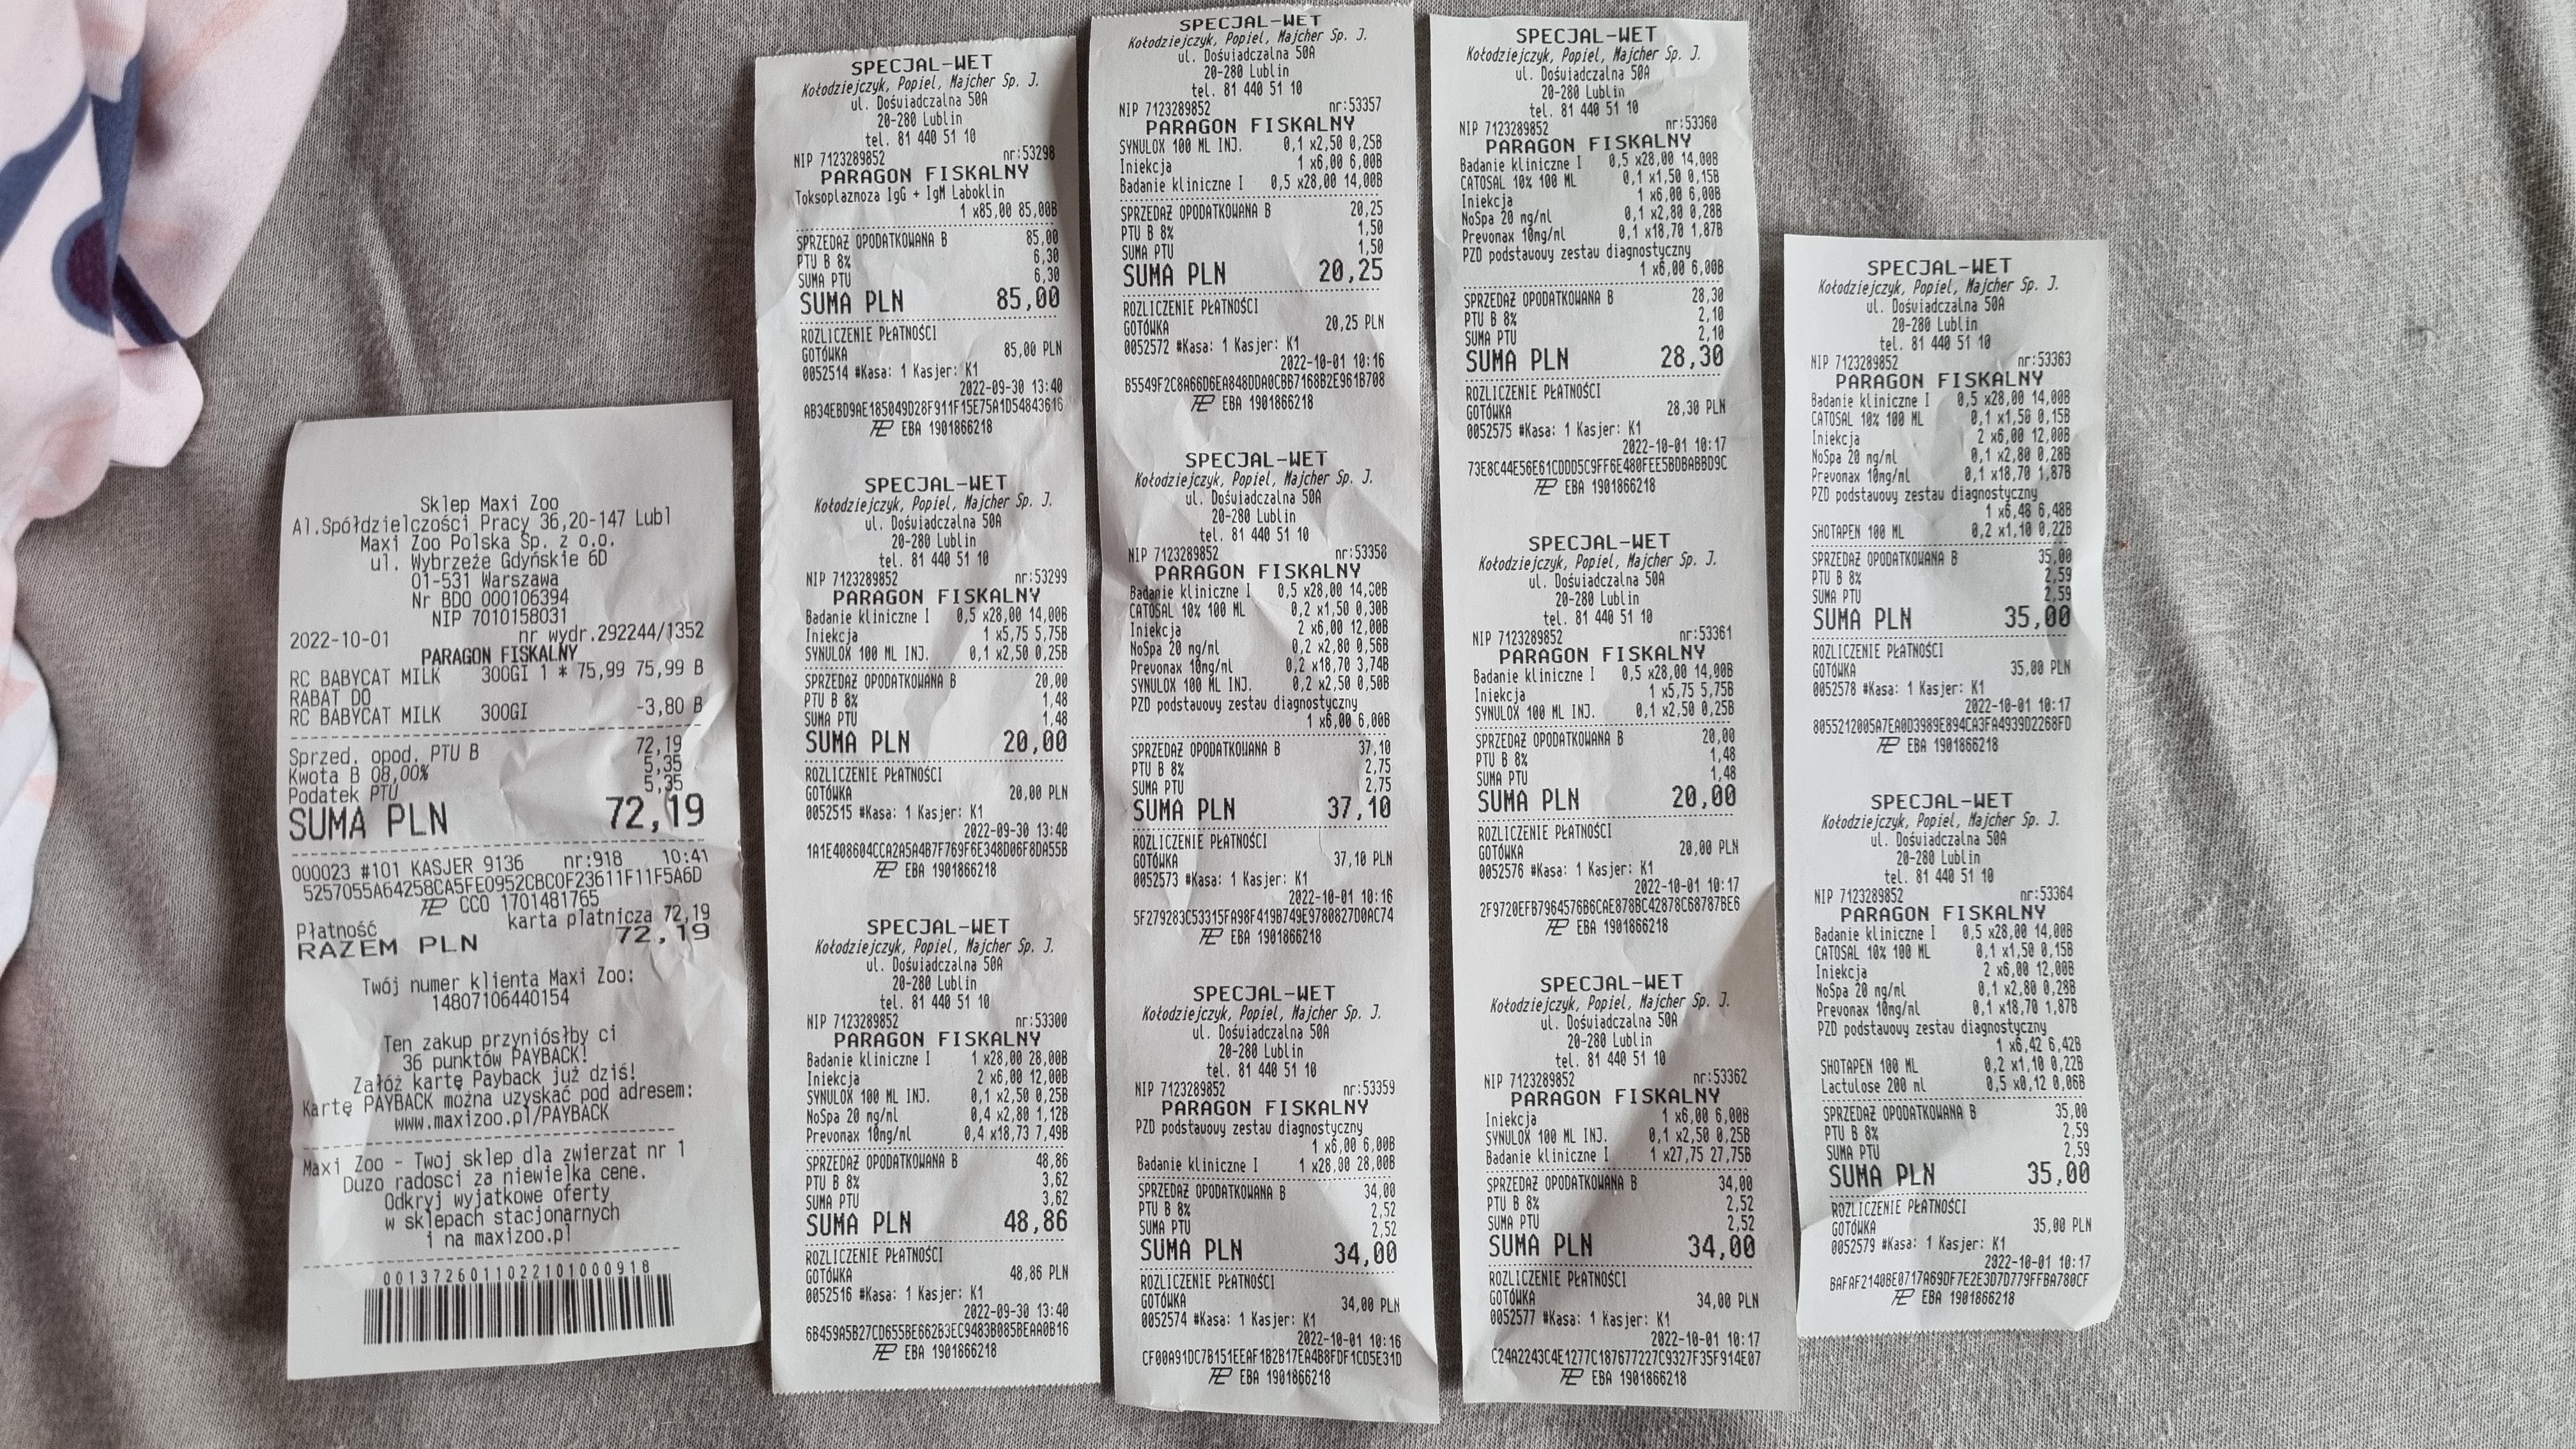 Sklep Maxi Zoo
Al.Spółdzielczości Pracy 36,20-147 Lubl
Maxi Zoo Polska Sp. z o.o.
ul. Wybrzeże Gdyńskie 6D
01-531 Warszawa
Nr BDO 000106394
NIP 7010158031
2022-10-01 nr wydr.292244/1352
PARAGON FISKALNY
RC BABYCAT MILK 300GI 1 * 75,99 75,99 B
RABAT DO
RC BABYCAT MILK 300GI -3,80 B
Sprzed. opod. PTU B 72,19
Kwota B 08,00% 5,35
Podatek PTU 5,35
SUMA PLN 72,19
000023 #101 KASJER 9136 nr:918 10:41
5257055A64258CA5FE0952CBC0F23611F11F5A6D
CCO 1701481765
Płatność karta płatnicza 72,19
RAZEM PLN 72,19
Twój numer klienta Maxi Zoo:
14807106440154
Ten zakup przyniósłby ci
36 punktów PAYBACK!
Załóż kartę Payback już dziś!
Kartę PAYBACK można uzyskać pod adresem:
www.maxizoo.pl/PAYBACK
Maxi Zoo - Twoj sklep dla zwierzat nr 1
Duzo radosci za niewielka cene.
Odkryj wyjatkowe oferty
w sklepach stacjonarnych
i na maxizoo.pl
0013726011022101000918
SPECJAL-WET
Kołodziejczyk, Popiel, Majcher Sp. J.
ul. Doświadczalna 50A
20-280 Lublin
tel. 81 440 51 10
NIP 7123289852 nr:53298
PARAGON FISKALNY
Toksoplazmoza IgG + IgM Laboklin
1 x85,00 85,00B
SPRZEDAŻ OPODATKOWANA B 85,00
PTU B 8% 6,30
SUMA PTU 6,30
SUMA PLN 85,00
ROZLICZENIE PŁATNOŚCI
GOTÓWKA 85,00 PLN
0052514 #Kasa: 1 Kasjer: K1
2022-09-30 13:40
AB34EBD9AE185049D28F911F15E75A1D54843616
EBA 1901866218
SPECJAL-WET
Kołodziejczyk, Popiel, Majcher Sp. J.
ul. Doświadczalna 50A
20-280 Lublin
tel. 81 440 51 10
NIP 7123289852 nr:53299
PARAGON FISKALNY
Badanie kliniczne I 0,5 x28,00 14,00B
Iniekcja 1 x5,75 5,75B
SYNULOX 100 ML INJ. 0,1 x2,50 0,25B
SPRZEDAŻ OPODATKOWANA B 20,00
PTU B 8% 1,48
SUMA PTU 1,48
SUMA PLN 20,00
ROZLICZENIE PŁATNOŚCI
GOTÓWKA 20,00 PLN
0052515 #Kasa: 1 Kasjer: K1
2022-09-30 13:40
1A1E408604CCA2A5A4B7F769F6E348D06F8DA55B
EBA 1901866218
SPECJAL-WET
Kołodziejczyk, Popiel, Majcher Sp. J.
ul. Doświadczalna 50A
20-280 Lublin
tel. 81 440 51 10
NIP 7123289852 nr:53300
PARAGON FISKALNY
Badanie kliniczne I 1 x28,00 28,00B
Iniekcja 2 x6,00 12,00B
SYNULOX 100 ML INJ. 0,1 x2,50 0,25B
NoSpa 20 mg/ml 0,4 x2,80 1,12B
Prevomax 10mg/ml 0,4 x18,73 7,49B
SPRZEDAŻ OPODATKOWANA B 48,86
PTU B 8% 3,62
SUMA PTU 3,62
SUMA PLN 48,86
ROZLICZENIE PŁATNOŚCI
GOTÓWKA 48,86 PLN
0052516 #Kasa: 1 Kasjer: K1
2022-09-30 13:40
6B459A5B27CD655BE662B3EC9483B085BEAA0B16
EBA 1901866218
SPECJAL-WET
Kołodziejczyk, Popiel, Majcher Sp. J.
ul. Doświadczalna 50A
20-280 Lublin
tel. 81 440 51 10
NIP 7123289852 nr:53357
PARAGON FISKALNY
SYNULOX 100 ML INJ. 0,1 x2,50 0,25B
Iniekcja 1 x6,00 6,00B
Badanie kliniczne I 0,5 x28,00 14,00B
SPRZEDAŻ OPODATKOWANA B 20,25
PTU B 8% 1,50
SUMA PTU 1,50
SUMA PLN 20,25
ROZLICZENIE PŁATNOŚCI
GOTÓWKA 20,25 PLN
0052572 #Kasa: 1 Kasjer: K1
2022-10-01 10:16
B5549F2C8A66D6EA848DDA0CBB7168B2E961B708
EBA 1901866218
SPECJAL-WET
Kołodziejczyk, Popiel, Majcher Sp. J.
ul. Doświadczalna 50A
20-280 Lublin
tel. 81 440 51 10
NIP 7123289852 nr:53358
PARAGON FISKALNY
Badanie kliniczne I 0,5 x28,00 14,00B
CATOSAL 10% 100 ML 0,2 x1,50 0,30B
Iniekcja 2 x6,00 12,00B
NoSpa 20 mg/ml 0,2 x2,80 0,56B
Prevomax 10mg/ml 0,2 x18,70 3,74B
SYNULOX 100 ML INJ. 0,2 x2,50 0,50B
PZD podstawowy zestaw diagnostyczny
1 x6,00 6,00B
SPRZEDAŻ OPODATKOWANA B 37,10
PTU B 8% 2,75
SUMA PTU 2,75
SUMA PLN 37,10
ROZLICZENIE PŁATNOŚCI
GOTÓWKA 37,10 PLN
0052573 #Kasa: 1 Kasjer: K1
2022-10-01 10:16
5F279283C53315FA98F419B749E9780827D0AC74
EBA 1901866218
SPECJAL-WET
Kołodziejczyk, Popiel, Majcher Sp. J.
ul. Doświadczalna 50A
20-280 Lublin
tel. 81 440 51 10
NIP 7123289852 nr:53359
PARAGON FISKALNY
PZD podstawowy zestaw diagnostyczny
1 x6,00 6,00B
Badanie kliniczne I 1 x28,00 28,00B
SPRZEDAŻ OPODATKOWANA B 34,00
PTU B 8% 2,52
SUMA PTU 2,52
SUMA PLN 34,00
ROZLICZENIE PŁATNOŚCI
GOTÓWKA 34,00 PLN
0052574 #Kasa: 1 Kasjer: K1
2022-10-01 10:16
CF00A91DC7B151EEAF1B2B17EA4B8FDF1CD5E31D
EBA 1901866218
SPECJAL-WET
Kołodziejczyk, Popiel, Majcher Sp. J.
ul. Doświadczalna 50A
20-280 Lublin
tel. 81 440 51 10
NIP 7123289852 nr:53360
PARAGON FISKALNY
Badanie kliniczne I 0,5 x28,00 14,00B
CATOSAL 10% 100 ML 0,1 x1,50 0,15B
Iniekcja 1 x6,00 6,00B
NoSpa 20 mg/ml 0,1 x2,80 0,28B
Prevomax 10mg/ml 0,1 x18,70 1,87B
PZD podstawowy zestaw diagnostyczny
1 x6,00 6,00B
SPRZEDAŻ OPODATKOWANA B 28,30
PTU B 8% 2,10
SUMA PTU 2,10
SUMA PLN 28,30
ROZLICZENIE PŁATNOŚCI
GOTÓWKA 28,30 PLN
0052575 #Kasa: 1 Kasjer: K1
2022-10-01 10:17
73E8C44E56E61CDDD5C9FF6E480FEE5BDBABBD9C
EBA 1901866218
SPECJAL-WET
Kołodziejczyk, Popiel, Majcher Sp. J.
ul. Doświadczalna 50A
20-280 Lublin
tel. 81 440 51 10
NIP 7123289852 nr:53361
PARAGON FISKALNY
Badanie kliniczne I 0,5 x28,00 14,00B
Iniekcja 1 x5,75 5,75B
SYNULOX 100 ML INJ. 0,1 x2,50 0,25B
SPRZEDAŻ OPODATKOWANA B 20,00
PTU B 8% 1,48
SUMA PTU 1,48
SUMA PLN 20,00
ROZLICZENIE PŁATNOŚCI
GOTÓWKA 20,00 PLN
0052576 #Kasa: 1 Kasjer: K1
2022-10-01 10:17
2F9720EFB7964576B6CAE878BC42878C68787BE6
EBA 1901866218
SPECJAL-WET
Kołodziejczyk, Popiel, Majcher Sp. J.
ul. Doświadczalna 50A
20-280 Lublin
tel. 81 440 51 10
NIP 7123289852 nr:53362
PARAGON FISKALNY
Iniekcja 1 x6,00 6,00B
SYNULOX 100 ML INJ. 0,1 x2,50 0,25B
Badanie kliniczne I 1 x27,75 27,75B
SPRZEDAŻ OPODATKOWANA B 34,00
PTU B 8% 2,52
SUMA PTU 2,52
SUMA PLN 34,00
ROZLICZENIE PŁATNOŚCI
GOTÓWKA 34,00 PLN
0052577 #Kasa: 1 Kasjer: K1
2022-10-01 10:17
C24A2243C4E1277C187677227C9327F35F914E07
EBA 1901866218
SPECJAL-WET
Kołodziejczyk, Popiel, Majcher Sp. J.
ul. Doświadczalna 50A
20-280 Lublin
tel. 81 440 51 10
NIP 7123289852 nr:53363
PARAGON FISKALNY
Badanie kliniczne I 0,5 x28,00 14,00B
CATOSAL 10% 100 ML 0,1 x1,50 0,15B
Iniekcja 2 x6,00 12,00B
NoSpa 20 mg/ml 0,1 x2,80 0,28B
Prevomax 10mg/ml 0,1 x18,70 1,87B
PZD podstawowy zestaw diagnostyczny
1 x6,48 6,48B
SHOTAPEN 100 ML 0,2 x1,10 0,22B
SPRZEDAŻ OPODATKOWANA B 35,00
PTU B 8% 2,59
SUMA PTU 2,59
SUMA PLN 35,00
ROZLICZENIE PŁATNOŚCI
GOTÓWKA 35,00 PLN
0052578 #Kasa: 1 Kasjer: K1
2022-10-01 10:17
8055212005A7EA0D3989E894CA3FA4939D2268FD
EBA 1901866218
SPECJAL-WET
Kołodziejczyk, Popiel, Majcher Sp. J.
ul. Doświadczalna 50A
20-280 Lublin
tel. 81 440 51 10
NIP 7123289852 nr:53364
PARAGON FISKALNY
Badanie kliniczne I 0,5 x28,00 14,00B
CATOSAL 10% 100 ML 0,1 x1,50 0,15B
Iniekcja 2 x6,00 12,00B
NoSpa 20 mg/ml 0,1 x2,80 0,28B
Prevomax 10mg/ml 0,1 x18,70 1,87B
PZD podstawowy zestaw diagnostyczny
1 x6,42 6,42B
SHOTAPEN 100 ML 0,2 x1,10 0,22B
Lactulose 200 ml 0,5 x0,12 0,06B
SPRZEDAŻ OPODATKOWANA B 35,00
PTU B 8% 2,59
SUMA PTU 2,59
SUMA PLN 35,00
ROZLICZENIE PŁATNOŚCI
GOTÓWKA 35,00 PLN
0052579 #Kasa: 1 Kasjer: K1
2022-10-01 10:17
BAFAF2140BE0717A69DF7E2E3D7D779FFBA780CF
EBA 1901866218